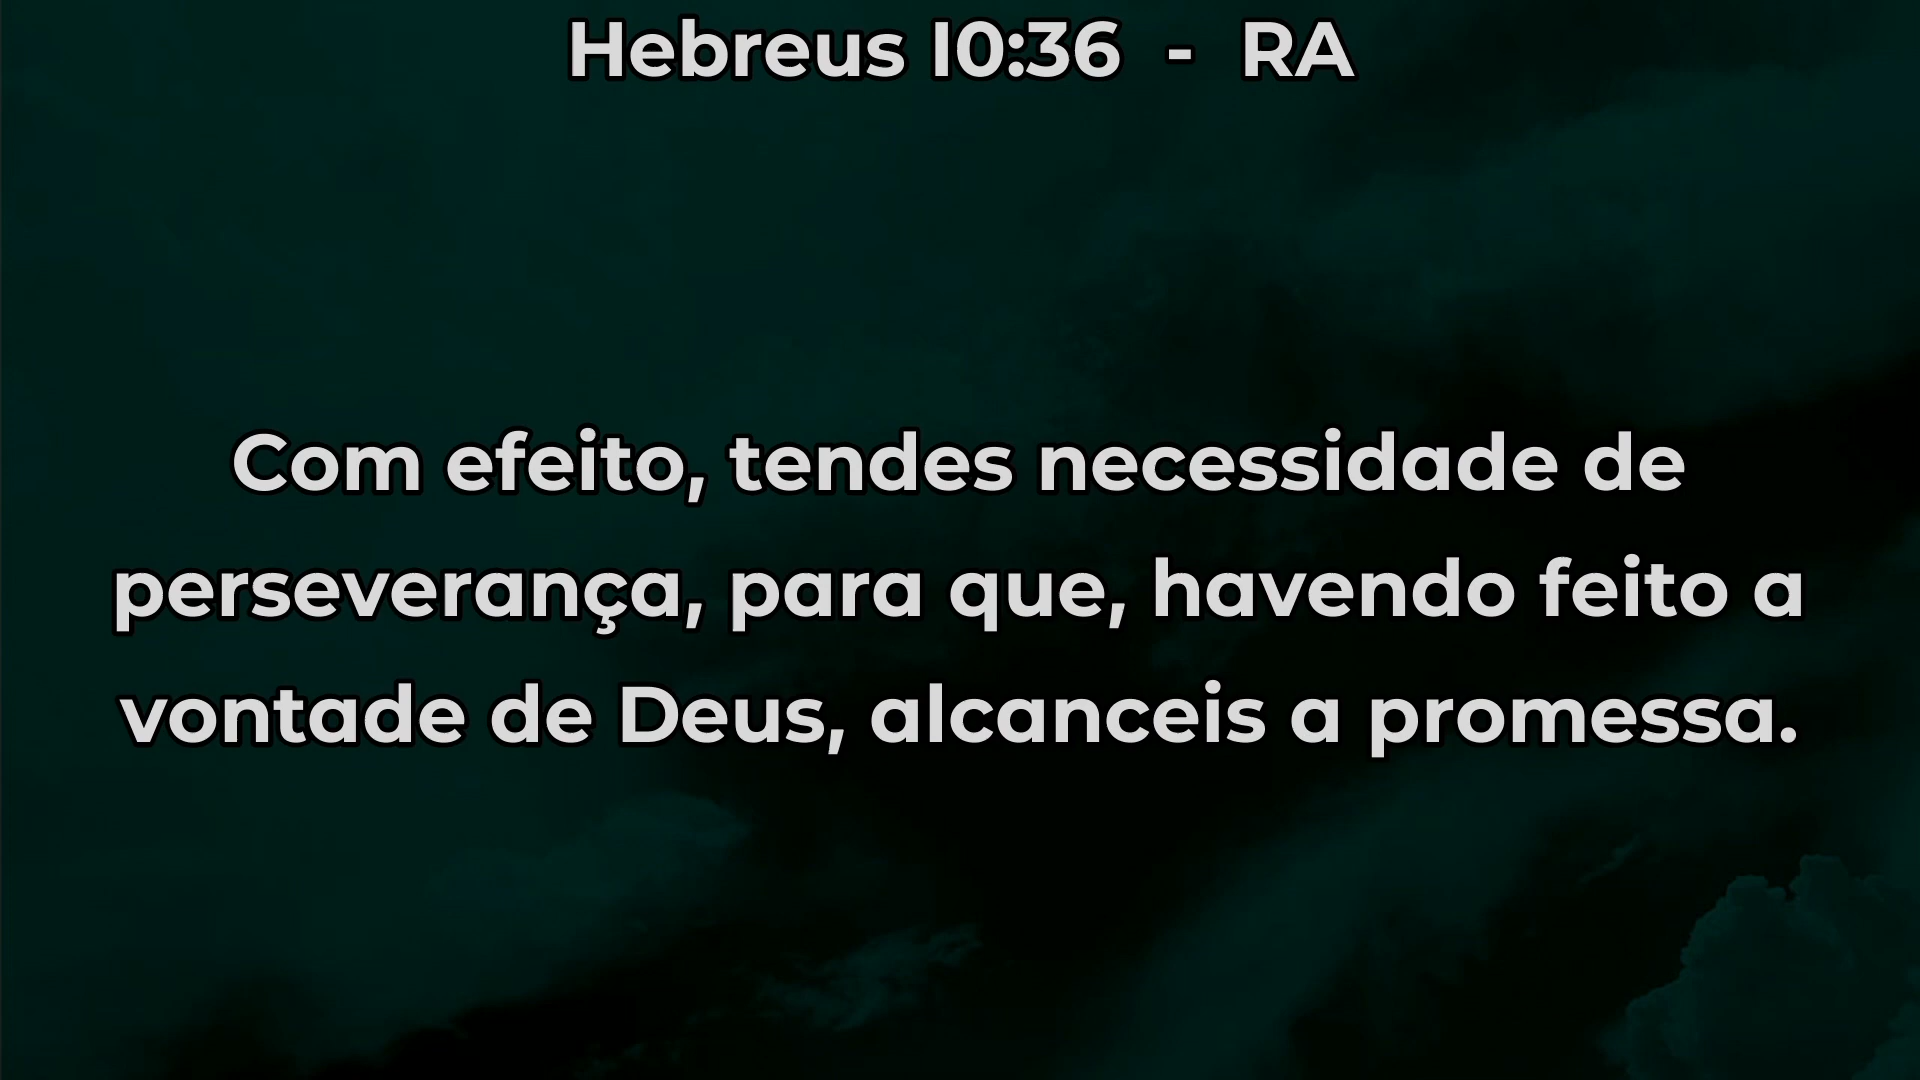 Hebreus 10:36 - RA
Com efeito, tendes necessidade de
perseverança, para que, havendo feito a
vontade de Deus, alcanceis a promessa.